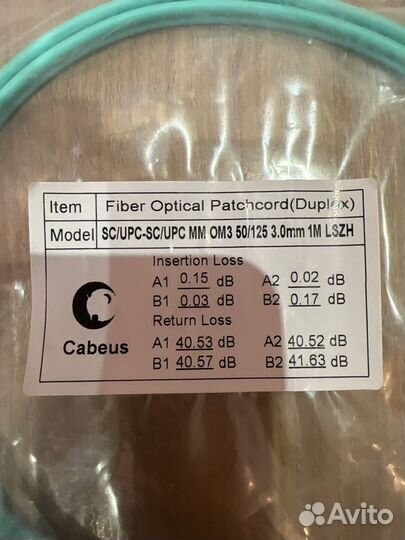 Item Fiber Optical Patchcord(Duplex)
Model SC/UPC-SC/UPC MM OM3 50/125 3.0mm 1M LSZH
Insertion Loss
A1 0.15 dB A2 0.02 dB
B1 0.03 dB B2 0.17 dB
Return Loss
A1 40.53 dB A2 40.52 dB
B1 40.57 dB B2 41.63 dB
Cabeus
Avito